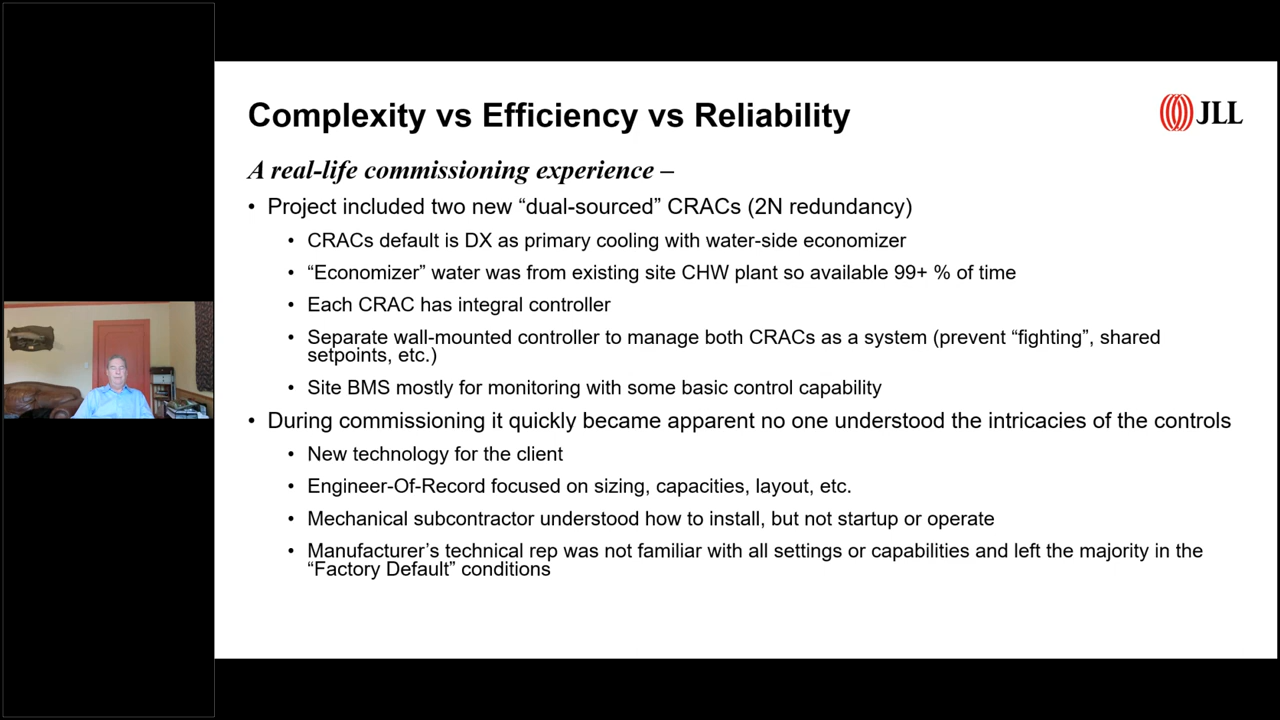 Complexity vs Efficiency vs Reliability
JLL
A real-life commissioning experience –
• Project included two new “dual-sourced” CRACs (2N redundancy)
• CRACs default is DX as primary cooling with water-side economizer
• “Economizer” water was from existing site CHW plant so available 99+ % of time
• Each CRAC has integral controller
• Separate wall-mounted controller to manage both CRACs as a system (prevent “fighting”, shared
setpoints, etc.)
• Site BMS mostly for monitoring with some basic control capability
• During commissioning it quickly became apparent no one understood the intricacies of the controls
• New technology for the client
• Engineer-Of-Record focused on sizing, capacities, layout, etc.
• Mechanical subcontractor understood how to install, but not startup or operate
• Manufacturer’s technical rep was not familiar with all settings or capabilities and left the majority in the
“Factory Default” conditions